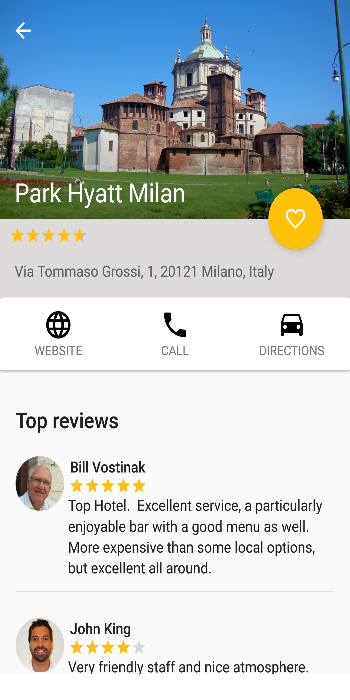 Park Hyatt Milan
Via Tommaso Grossi, 1, 20121 Milano, Italy
WEBSITE
CALL
DIRECTIONS
Top reviews
Bill Vostinak
Top Hotel.  Excellent service, a particularly
enjoyable bar with a good menu as well.
More expensive than some local options,
but excellent all around.
John King
Very friendly staff and nice atmosphere.